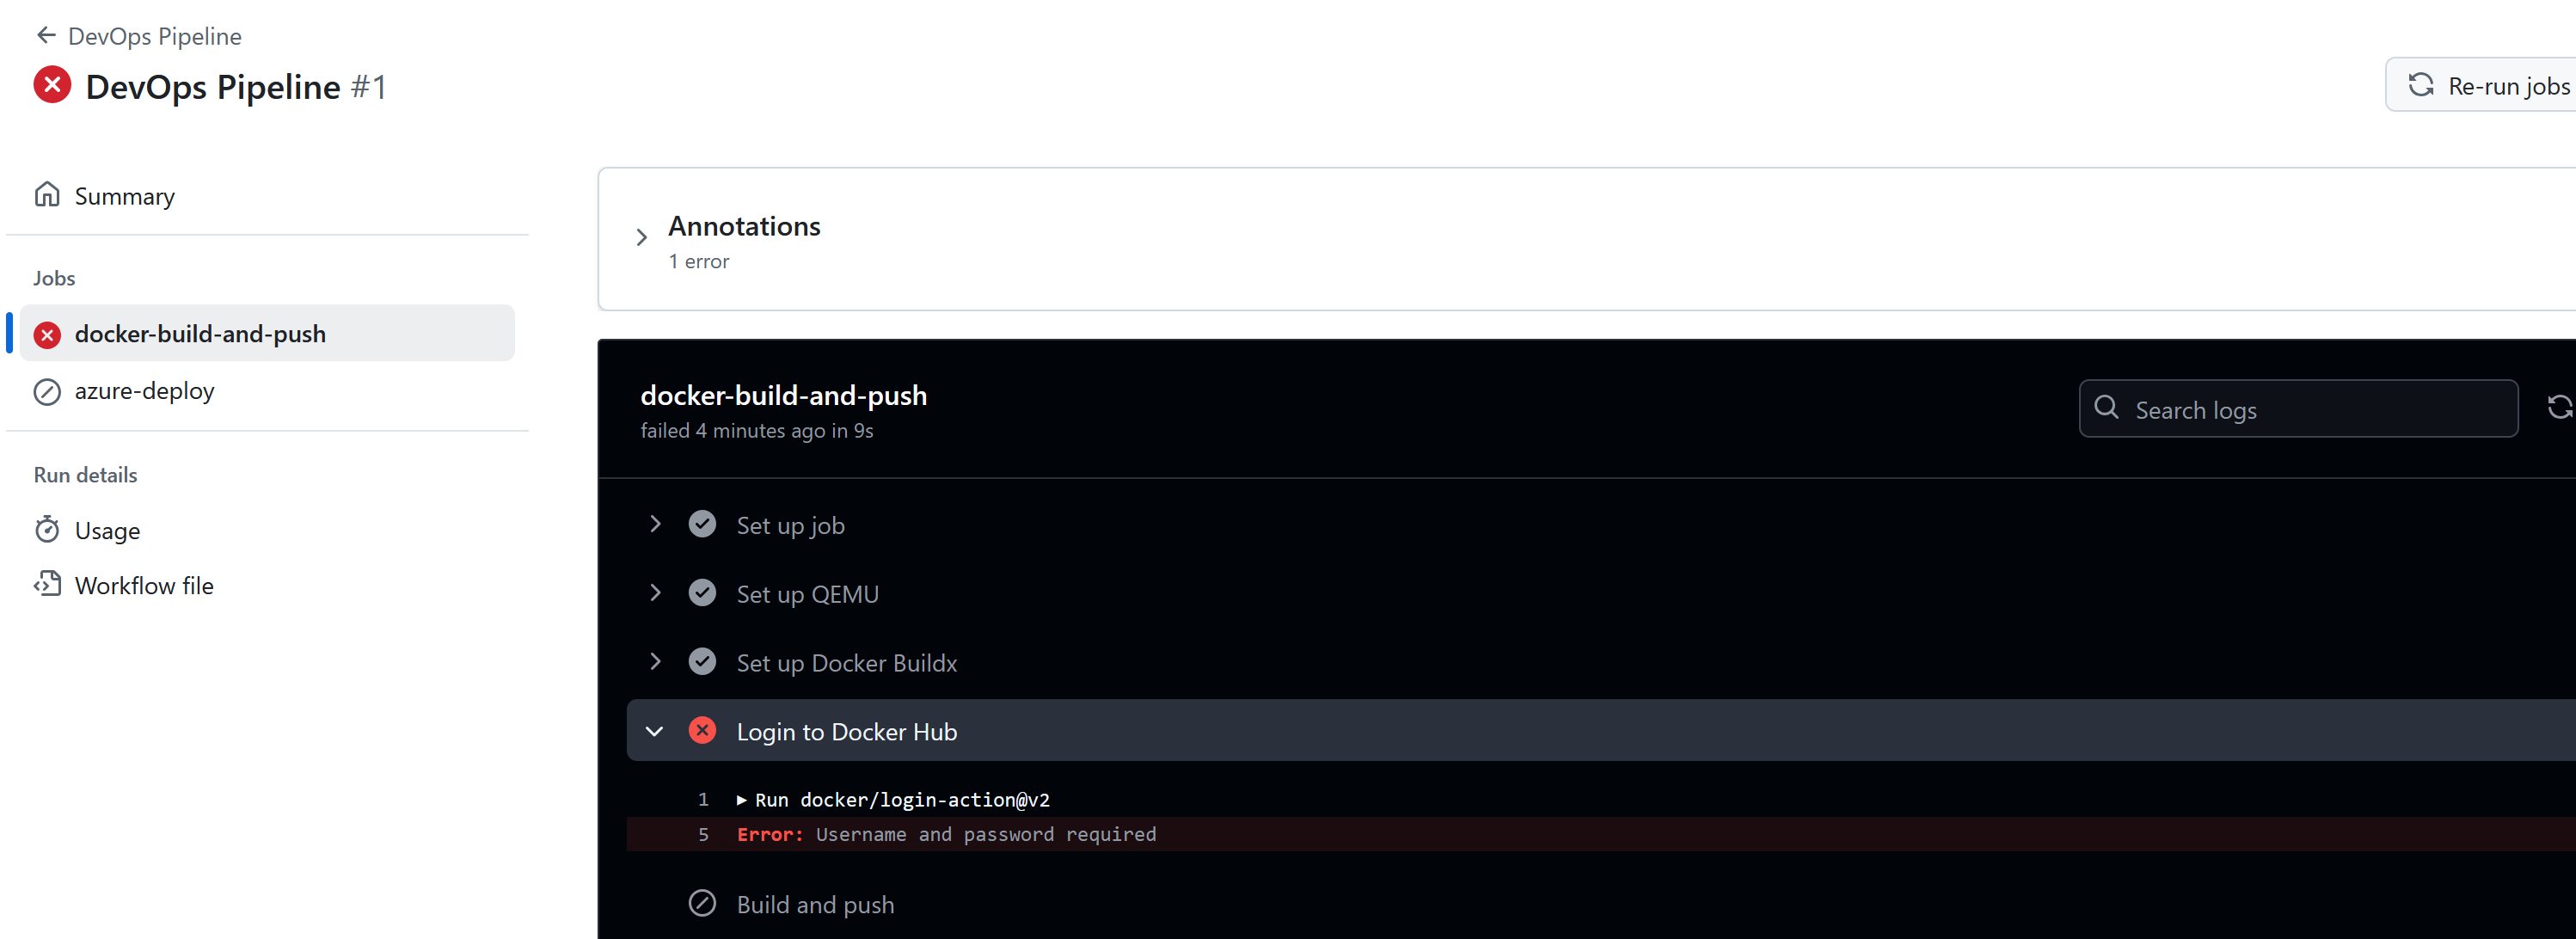 DevOps Pipeline
DevOps Pipeline #1
Re-run jobs
Summary
Jobs
docker-build-and-push
azure-deploy
Run details
Usage
Workflow file
Annotations
1 error
docker-build-and-push
failed 4 minutes ago in 9s
Search logs
Set up job
Set up QEMU
Set up Docker Buildx
Login to Docker Hub
1 Run docker/login-action@v2
5 Error: Username and password required
Build and push